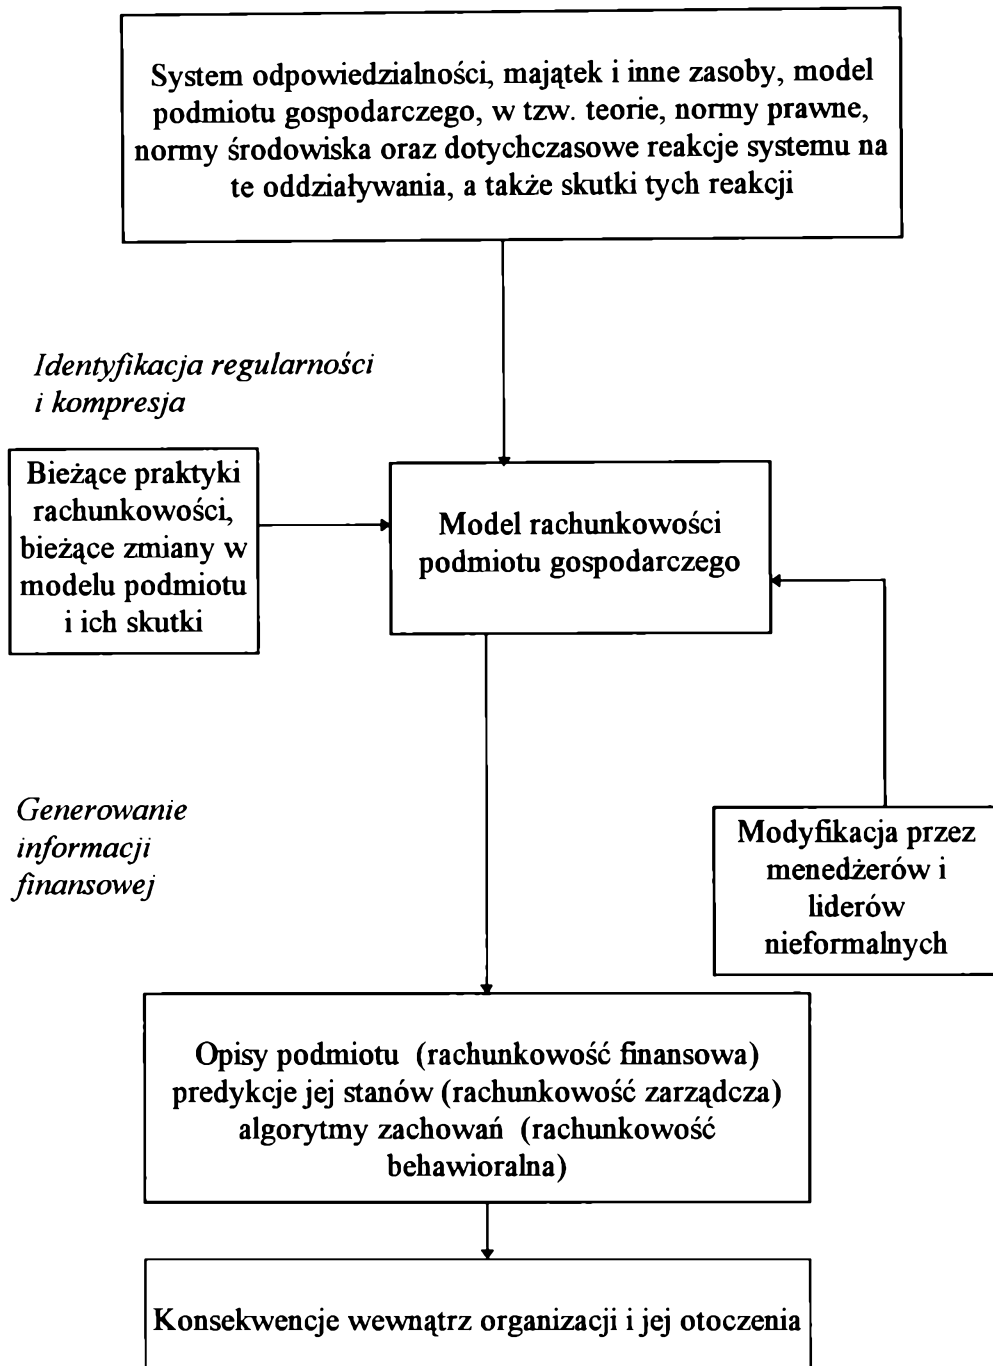 System odpowiedzialności, majątek i inne zasoby, model
podmiotu gospodarczego, w tzw. teorie, normy prawne,
normy środowiska oraz dotychczasowe reakcje systemu na
te oddziaływania, a także skutki tych reakcji
Identyfikacja regularności
i kompresja
Bieżące praktyki
rachunkowości,
bieżące zmiany w
modelu podmiotu
i ich skutki
Model rachunkowości
podmiotu gospodarczego
Generowanie
informacji
finansowej
Modyfikacja przez
menedżerów i
liderów
nieformalnych
Opisy podmiotu (rachunkowość finansowa)
predykcje jej stanów (rachunkowość zarządcza)
algorytmy zachowań (rachunkowość
behawioralna)
Konsekwencje wewnątrz organizacji i jej otoczenia